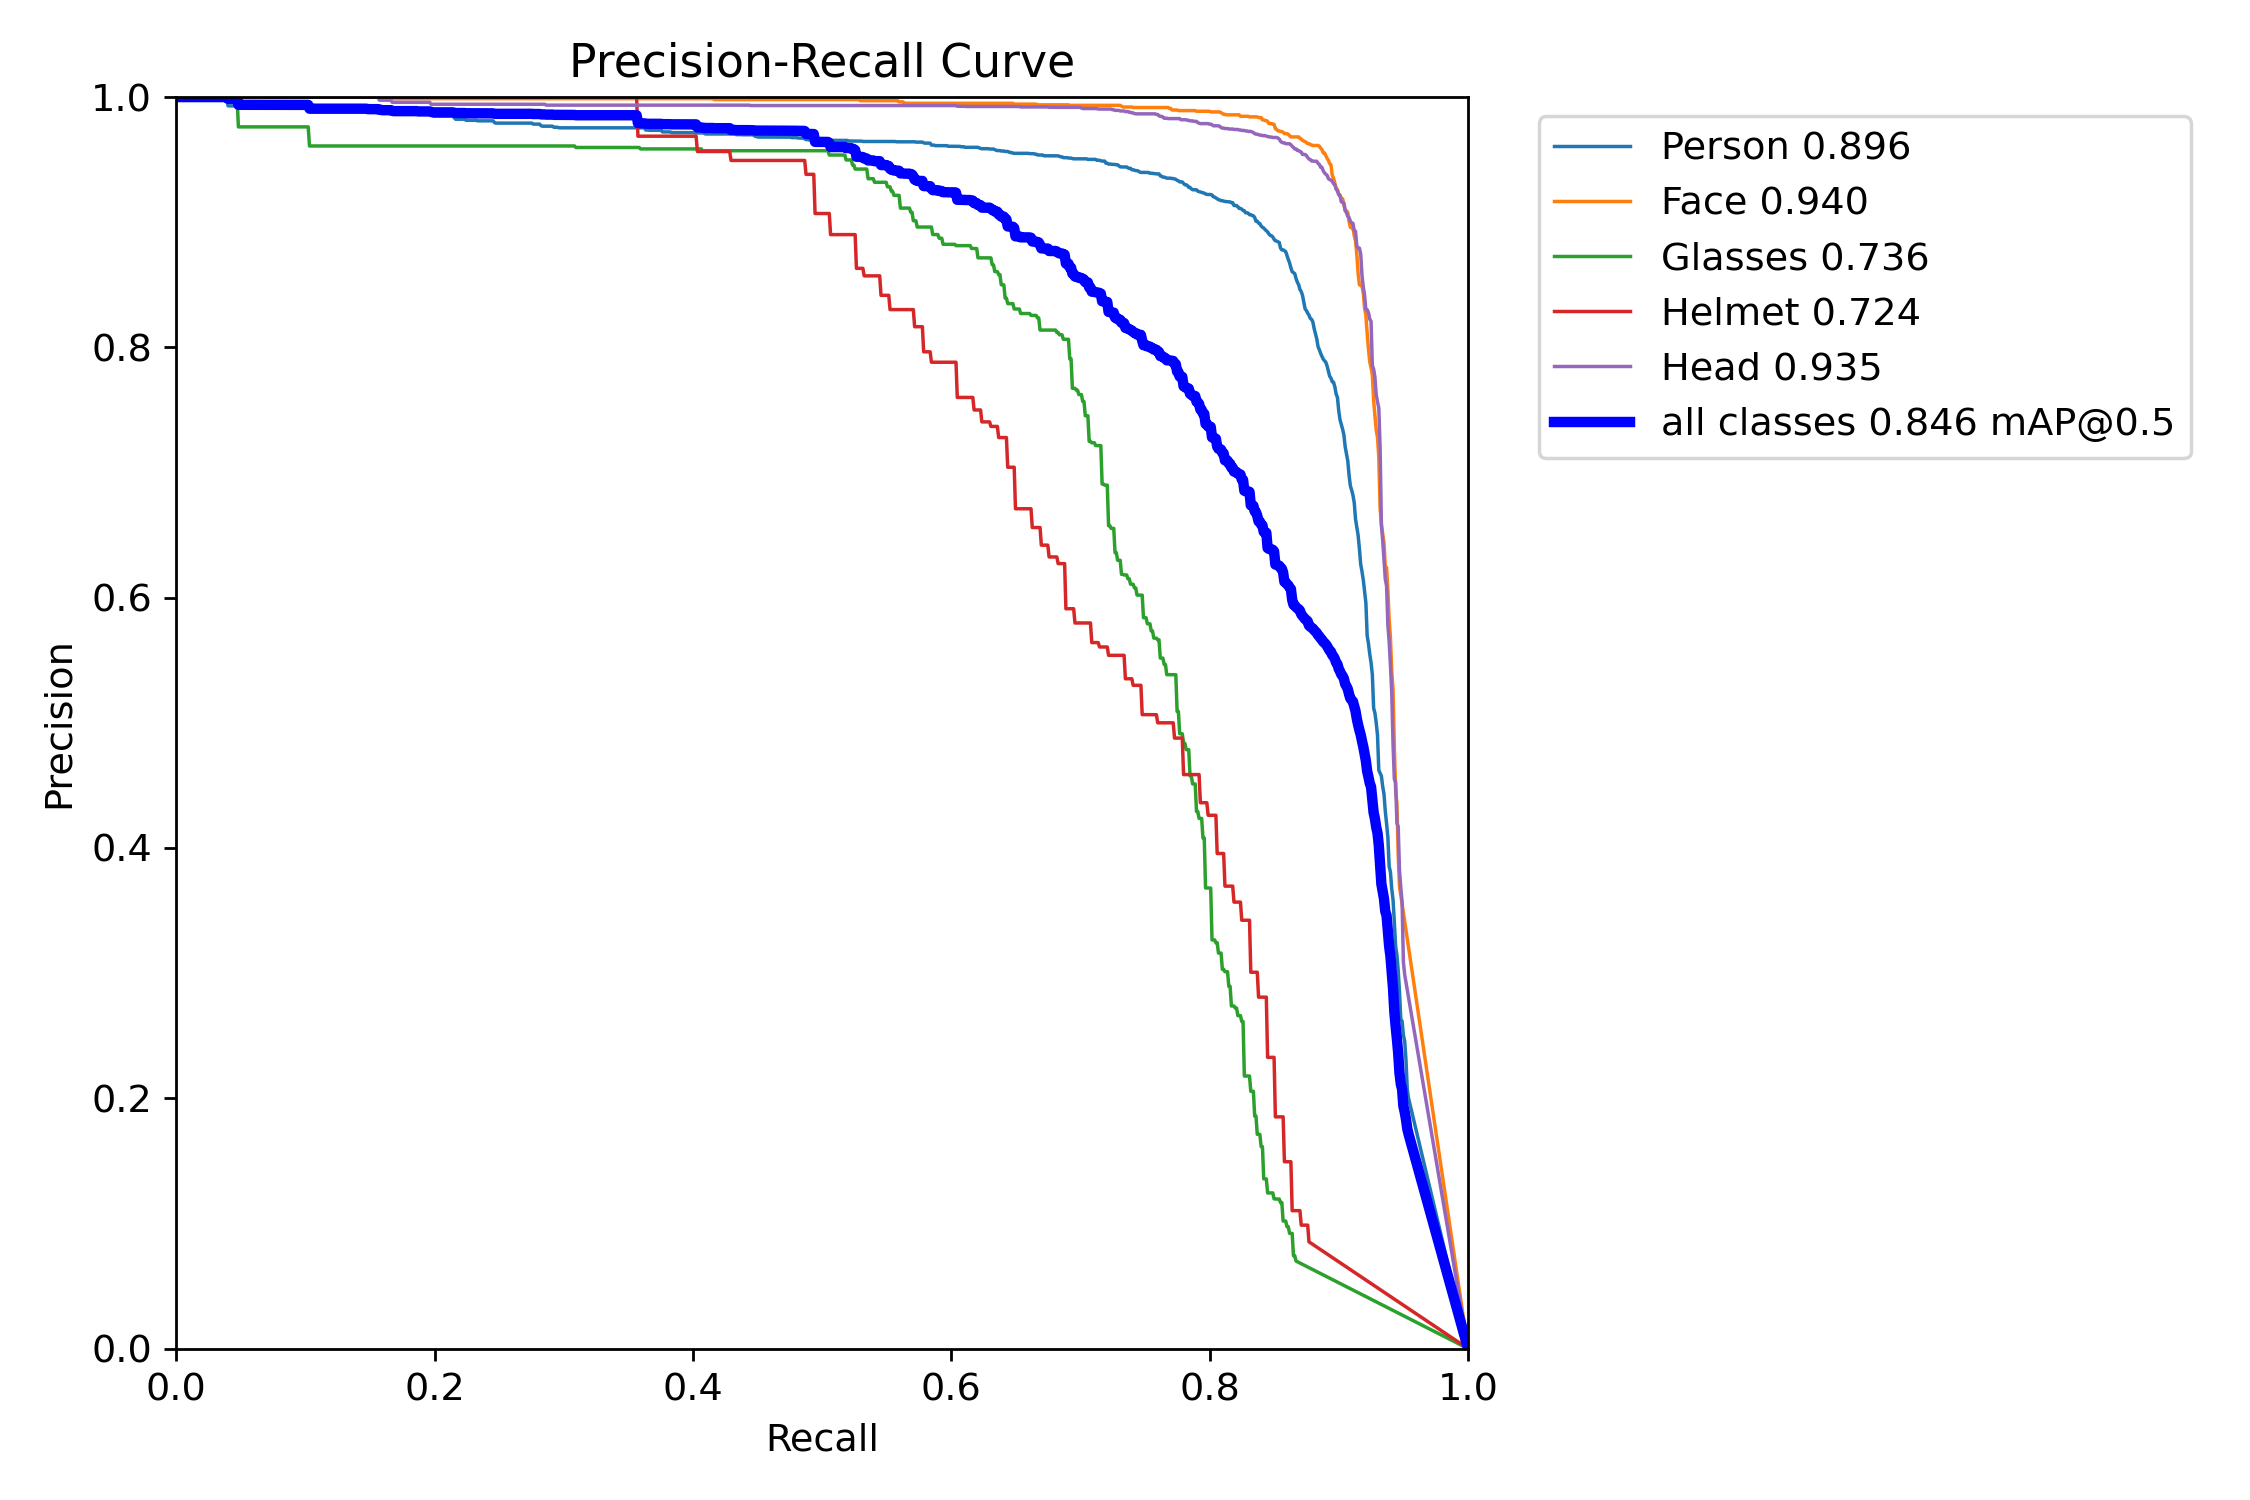 Precision-Recall Curve
1.0
0.8
0.6
0.4
0.2
0.0
Precision
0.0 0.2 0.4 0.6 0.8 1.0
Recall
Person 0.896
Face 0.940
Glasses 0.736
Helmet 0.724
Head 0.935
all classes 0.846 mAP@0.5